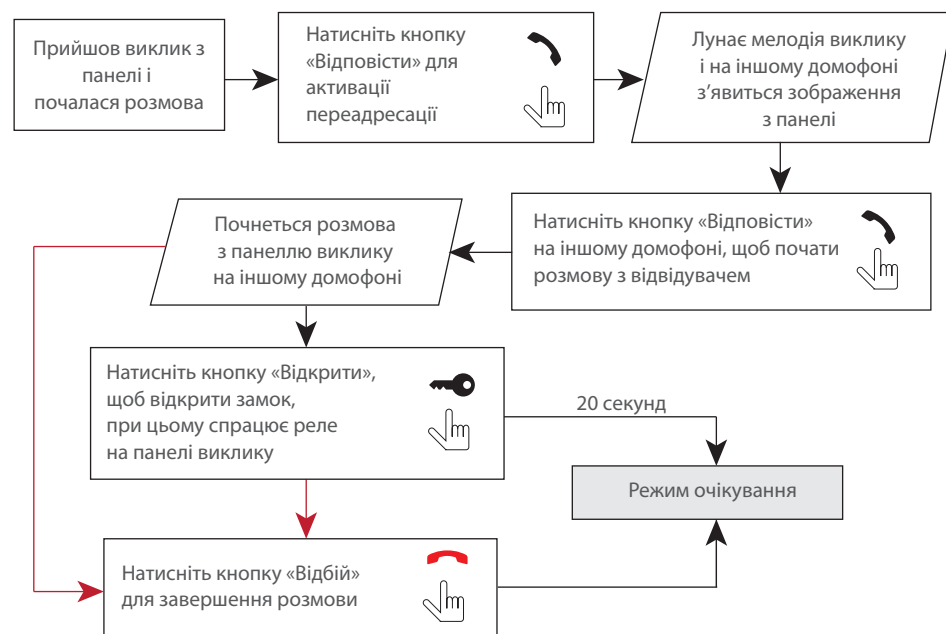 Прийшов виклик з
панелі і
почалася розмова
Натисніть кнопку
«Відповісти» для
активації
переадресації
Лунає мелодія виклику
і на іншому домофоні
з’явиться зображення
з панелі
Натисніть кнопку «Відповісти»
на іншому домофоні, щоб почати
розмову з відвідувачем
Почнеться розмова
з панеллю виклику
на іншому домофоні
Натисніть кнопку «Відкрити»,
щоб відкрити замок,
при цьому спрацює реле
на панелі виклику
20 секунд
Режим очікування
Натисніть кнопку «Відбій»
для завершення розмови